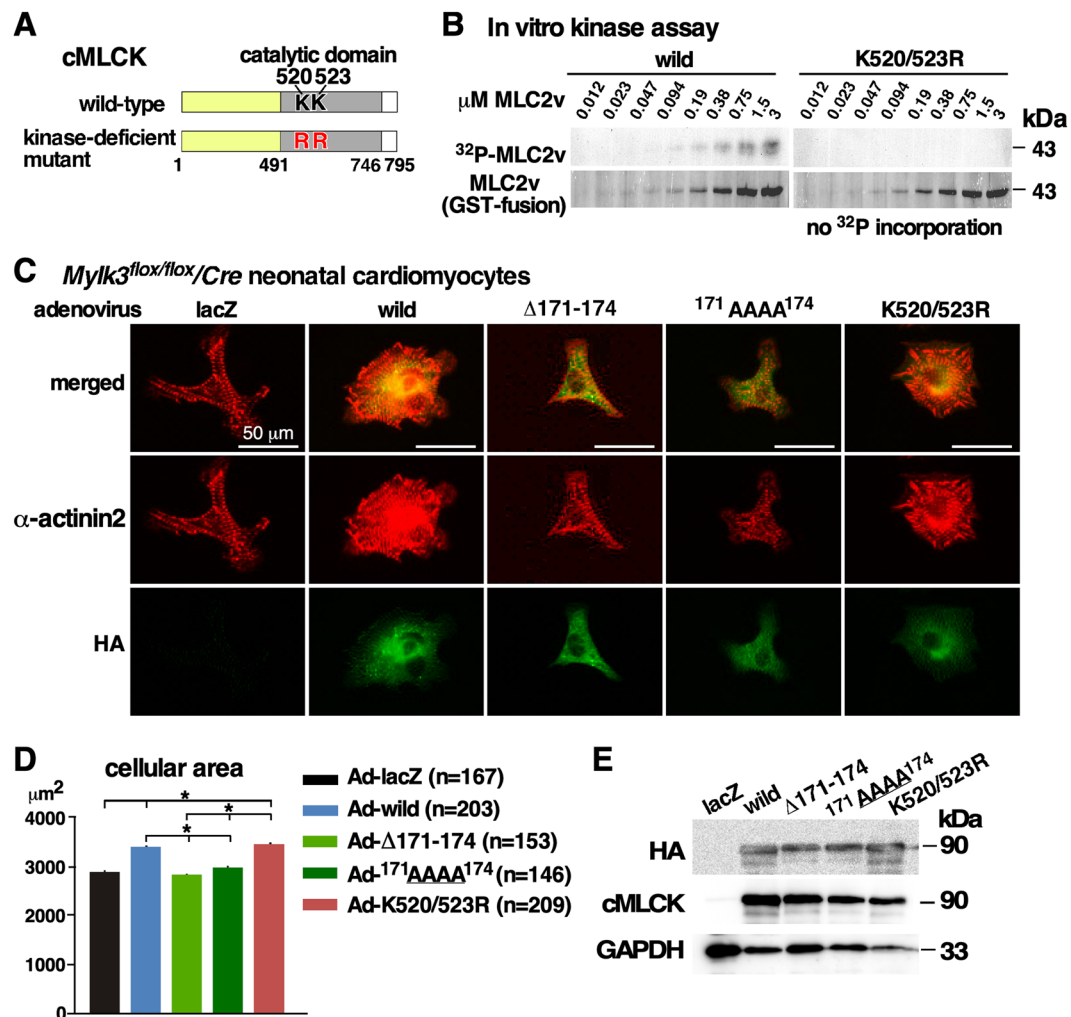 A
cMLCK
catalytic domain
520 523
wild-type
KK
kinase-deficient
mutant
RR
1 491 746 795
B In vitro kinase assay
wild K520/523R
μM MLC2v
0.012 0.023 0.047 0.094 0.19 0.38 0.75 1.5 3
0.012 0.023 0.047 0.094 0.19 0.38 0.75 1.5 3
kDa
³²P-MLC2v
43
MLC2v
(GST-fusion)
43
no ³²P incorporation
C Mylk3^flox/flox/Cre neonatal cardiomyocytes
adenovirus lacZ wild Δ171-174 ¹⁷¹AAAA¹⁷⁴ K520/523R
merged
50 μm
α-actinin2
HA
D
cellular area
μm²
4000
3000
2000
1000
0
* * *
Ad-lacZ (n=167)
Ad-wild (n=203)
Ad-Δ171-174 (n=153)
Ad-¹⁷¹AAAA¹⁷⁴ (n=146)
Ad-K520/523R (n=209)
E
lacZ wild Δ171-174 ¹⁷¹AAAA¹⁷⁴ K520/523R
kDa
HA 90
cMLCK 90
GAPDH 33